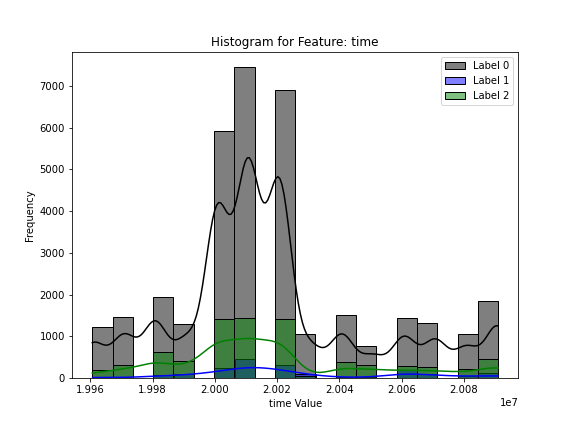 Histogram for Feature: time
Label 0
Label 1
Label 2
Frequency
7000
6000
5000
4000
3000
2000
1000
0
1.996 1.998 2.000 2.002 2.004 2.006 2.008
1e7
time Value